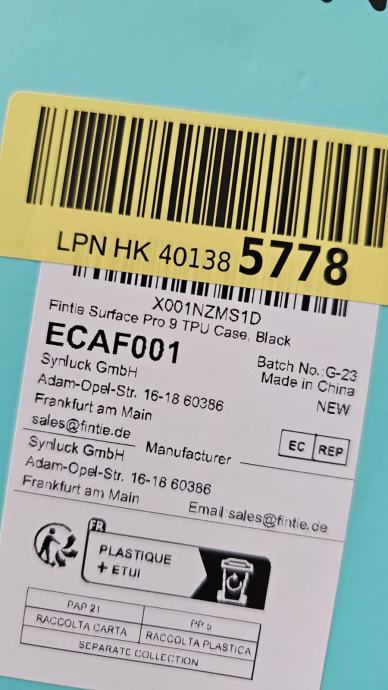 LPN HK 40138 5778
X001NZMS1D
Fintie Surface Pro 9 TPU Case, Black
ECAF001
Batch No.:G-23
Made in China
NEW
Synluck GmbH
Adam-Opel-Str. 16-18 60386
Frankfurt am Main
sales@fintie.de
EC REP
Manufacturer
Synluck GmbH
Adam-Opel-Str. 16-18 60386
Frankfurt am Main
Email:sales@fintie.de
FR
PLASTIQUE
+ ÉTUI
PAP 21 PP 5
RACCOLTA CARTA RACCOLTA PLASTICA
SEPARATE COLLECTION